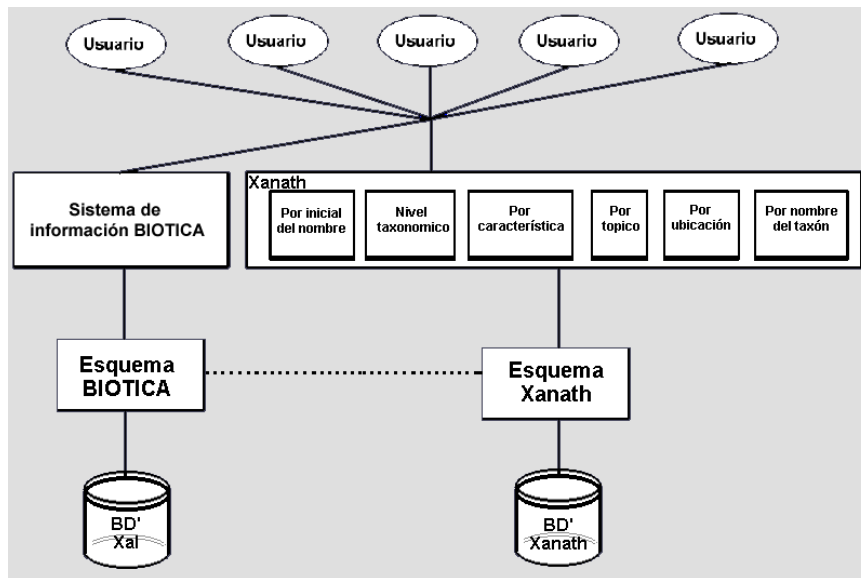 Usuario
Usuario
Usuario
Usuario
Usuario
Sistema de
información BIOTICA
Xanath
Por inicial
del nombre
Nivel
taxonomico
Por
característica
Por
topico
Por
ubicación
Por nombre
del taxón
Esquema
BIOTICA
Esquema
Xanath
BD'
Xal
BD'
Xanath